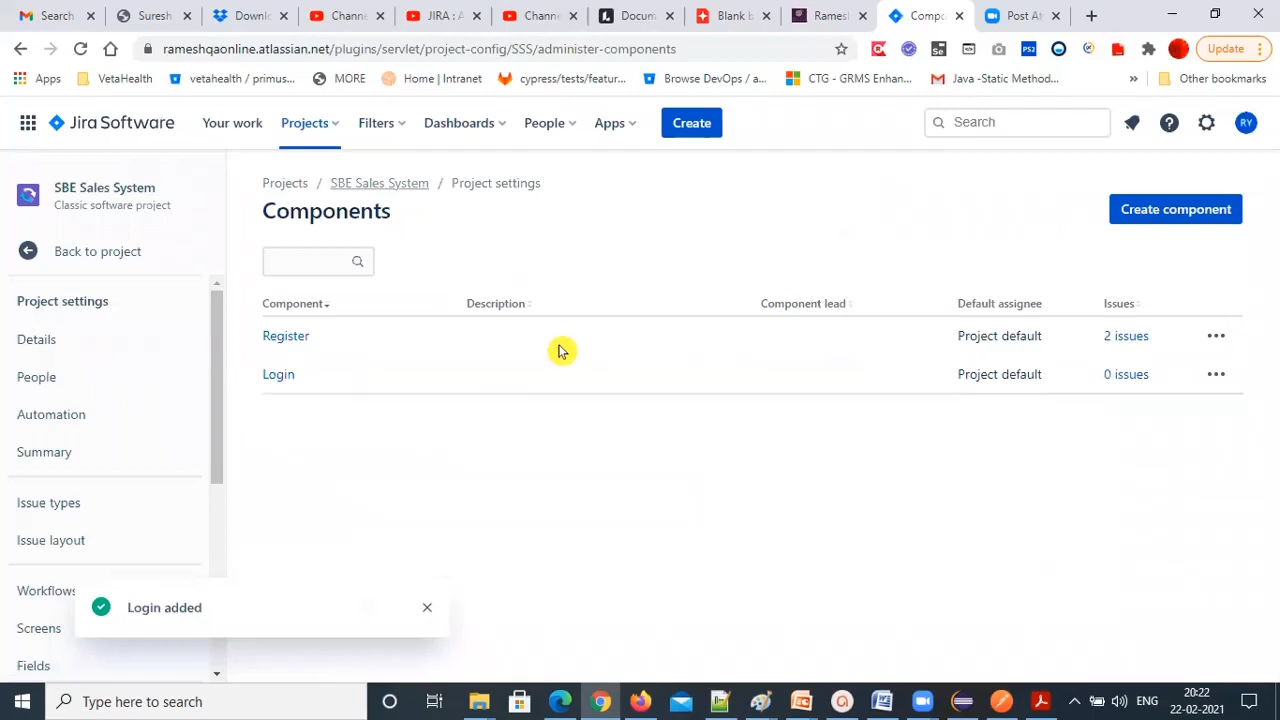 Search
Suresh
Downl
Chann
JIRA : A
Chann
Docum
Blank b
Rames
Compo
Post At
rameshqaonline.atlassian.net/plugins/servlet/project-config/SSS/administer-components
Update
Apps
VetaHealth
vetahealth / primus...
MORE
Home | Intranet
cypress/tests/featur...
Browse DevOps / a...
CTG - GRMS Enhan...
Java -Static Method...
»
Other bookmarks
Jira Software
Your work
Projects
Filters
Dashboards
People
Apps
Create
Search
RY
SBE Sales System
Classic software project
Back to project
Project settings
Details
People
Automation
Summary
Issue types
Issue layout
Workflows
Screens
Fields
Projects / SBE Sales System / Project settings
Components
Create component
Component Description Component lead Default assignee Issues
Register Project default 2 issues
Login Project default 0 issues
Login added
Type here to search
ENG
20:22
22-02-2021